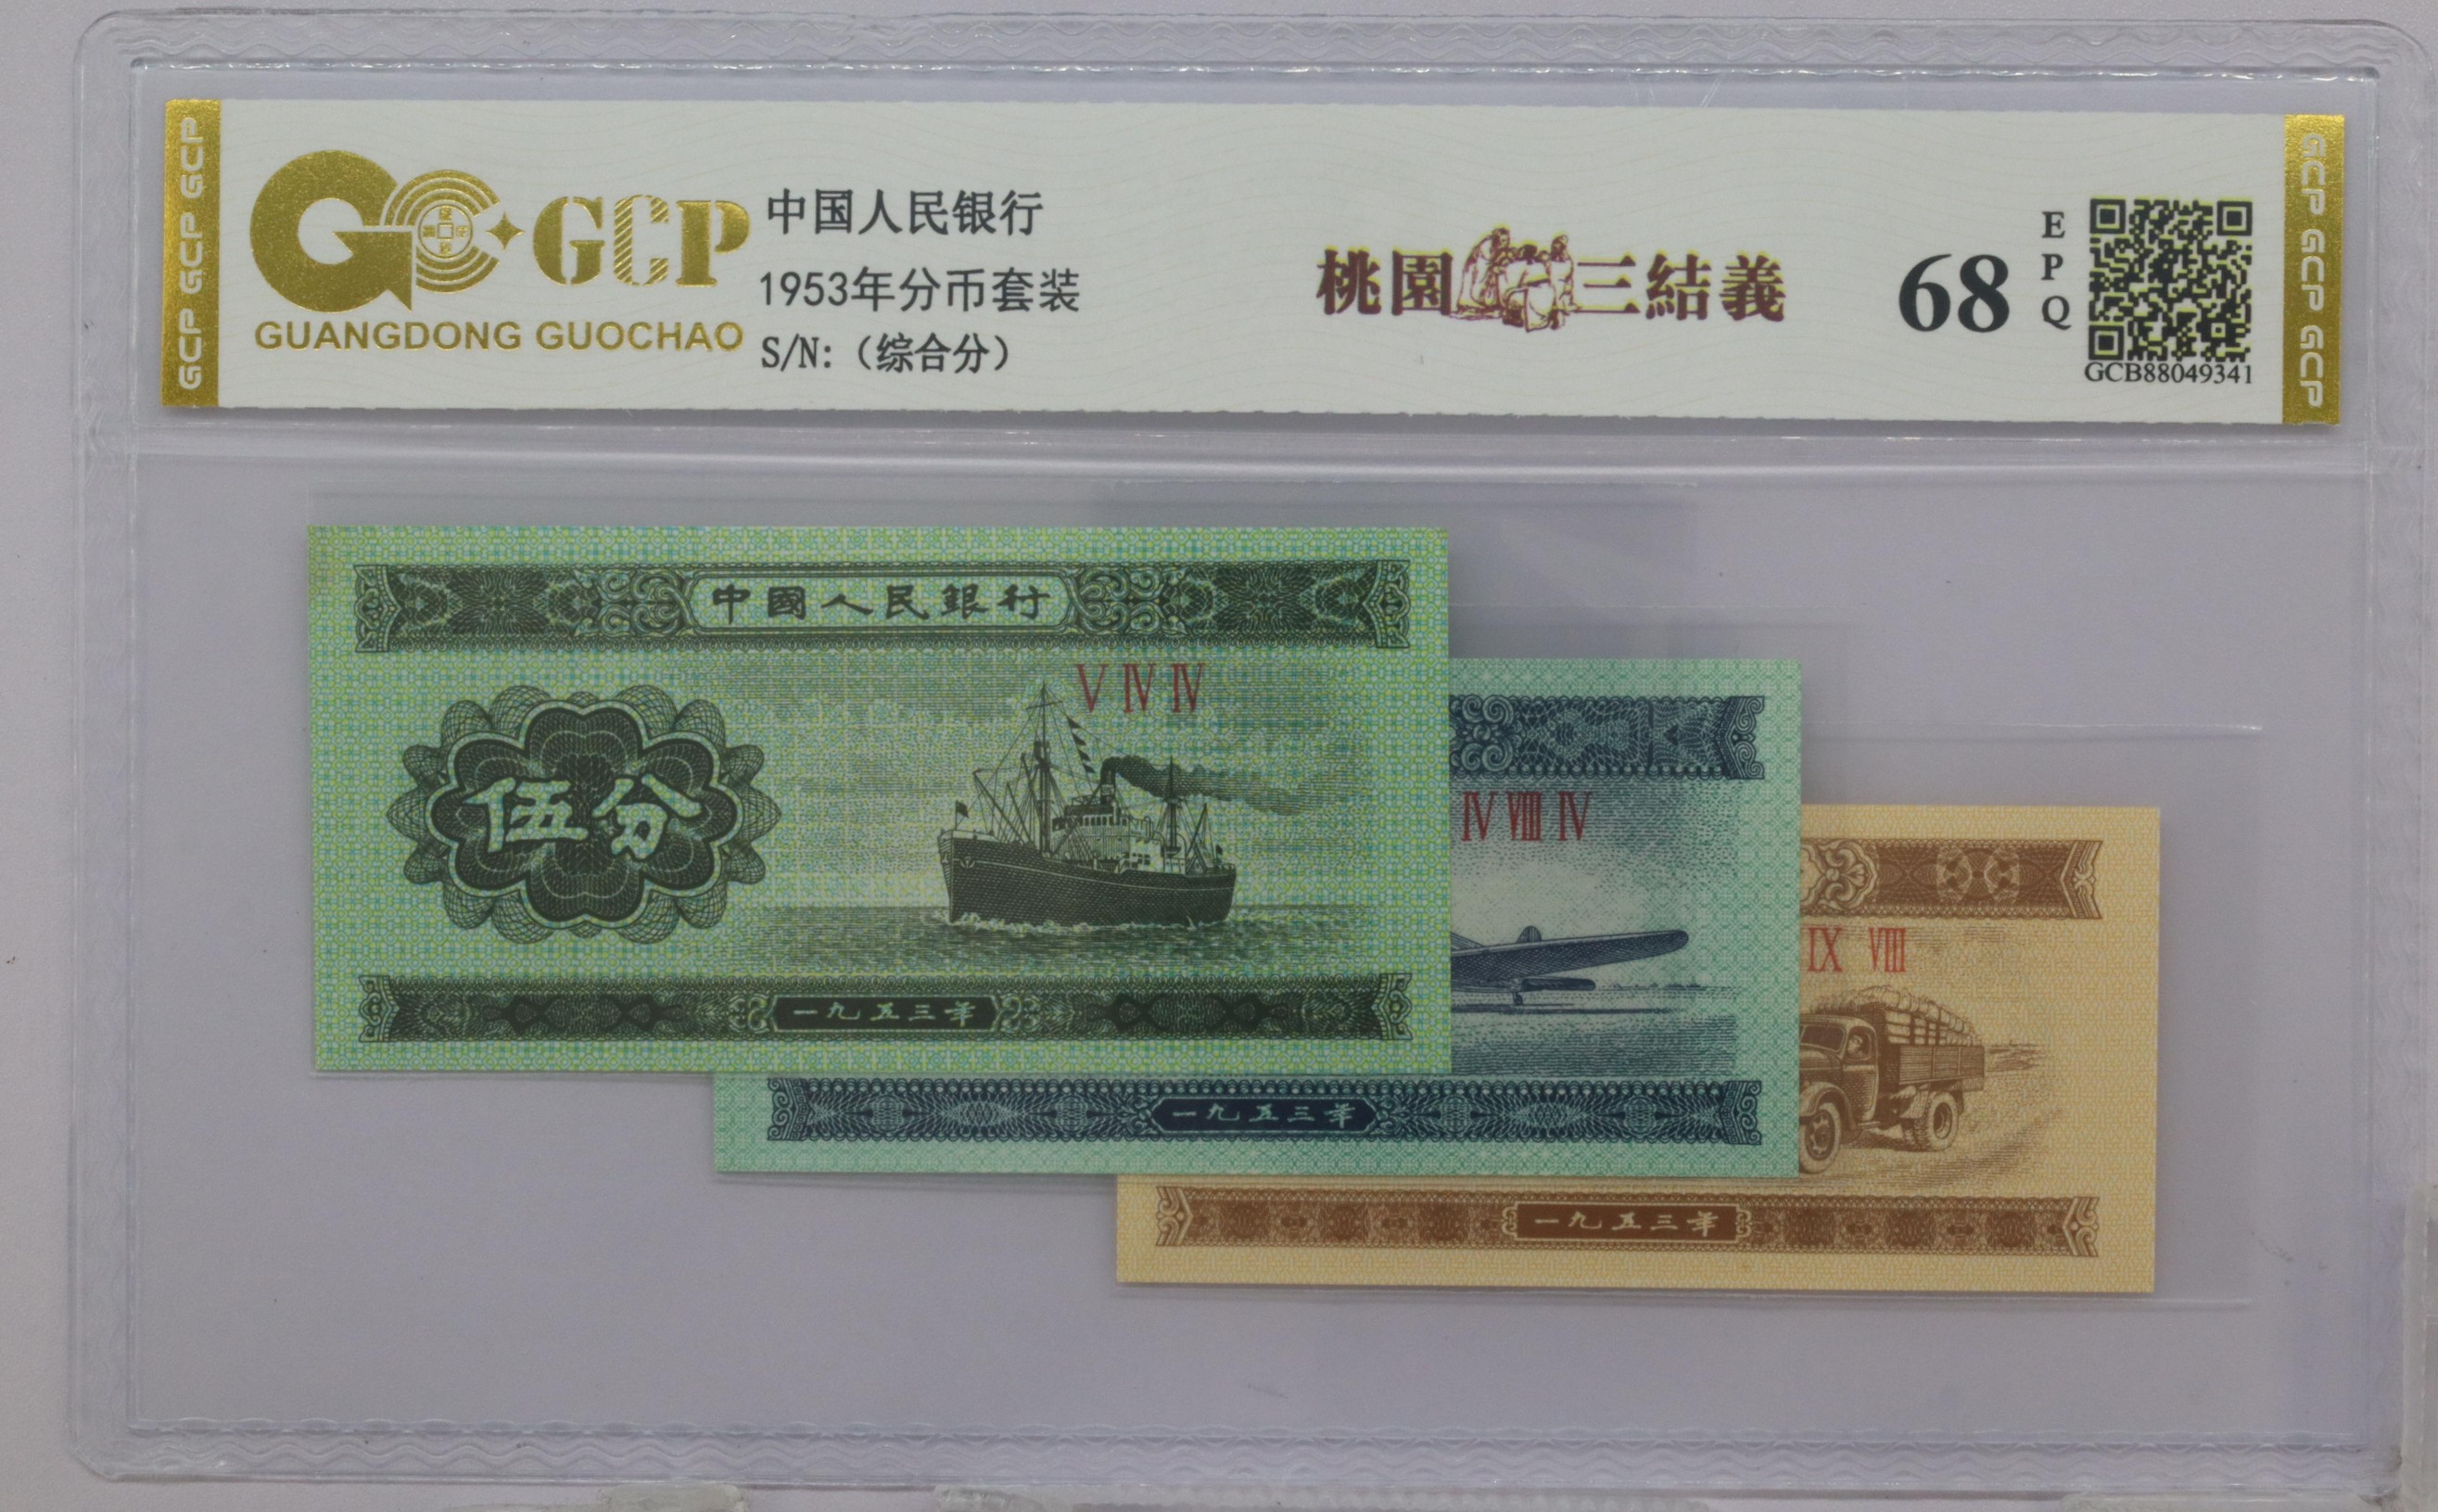 GCP GCP GCP
GCP
GUANGDONG GUOCHAO
中国人民银行
1953年分币套装
S/N:（综合分）
桃園三結義
68
EPQ
GCB88049341
GCP GCP GCP
中國人民銀行
V IV IV
伍分
一九五三年
IV VIII IV
一九五三年
IX VIII
一九五三年